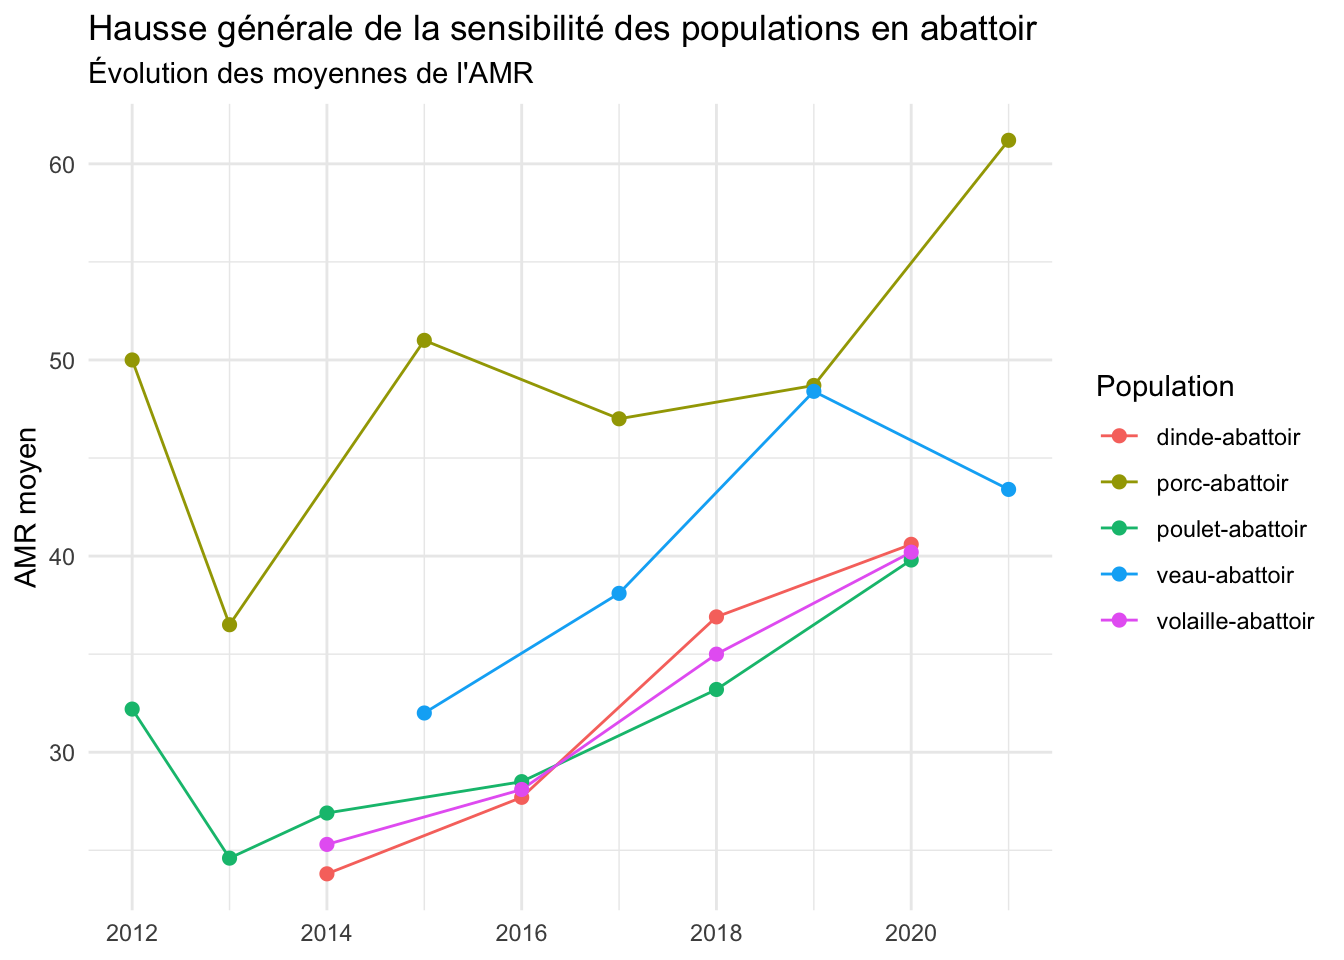 Hausse générale de la sensibilité des populations en abattoir
Évolution des moyennes de l'AMR
AMR moyen
60
50
40
30
2012
2014
2016
2018
2020
Population
dinde-abattoir
porc-abattoir
poulet-abattoir
veau-abattoir
volaille-abattoir